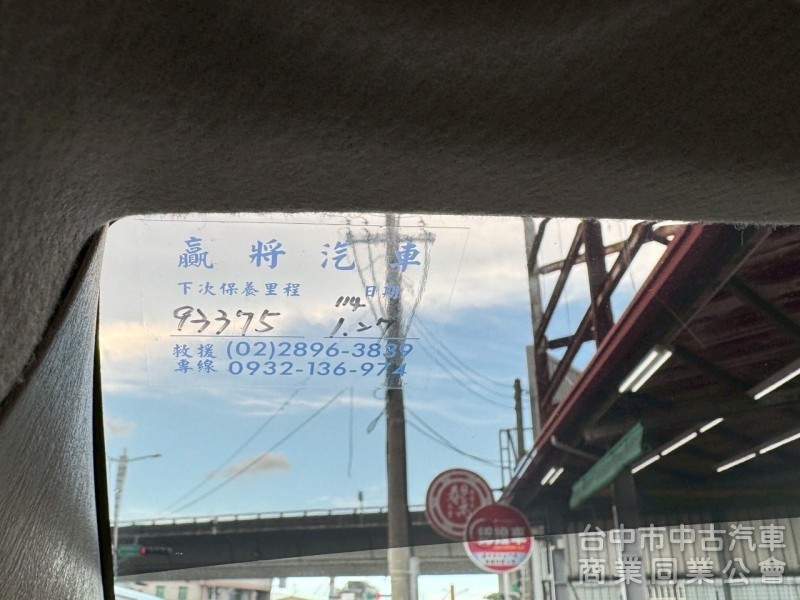 贏將汽車
下次保養里程 日期
93375 114 1.27
救援 (02)2896-3839
專線 0932-136-974
台中市中古汽車
商業同業公會